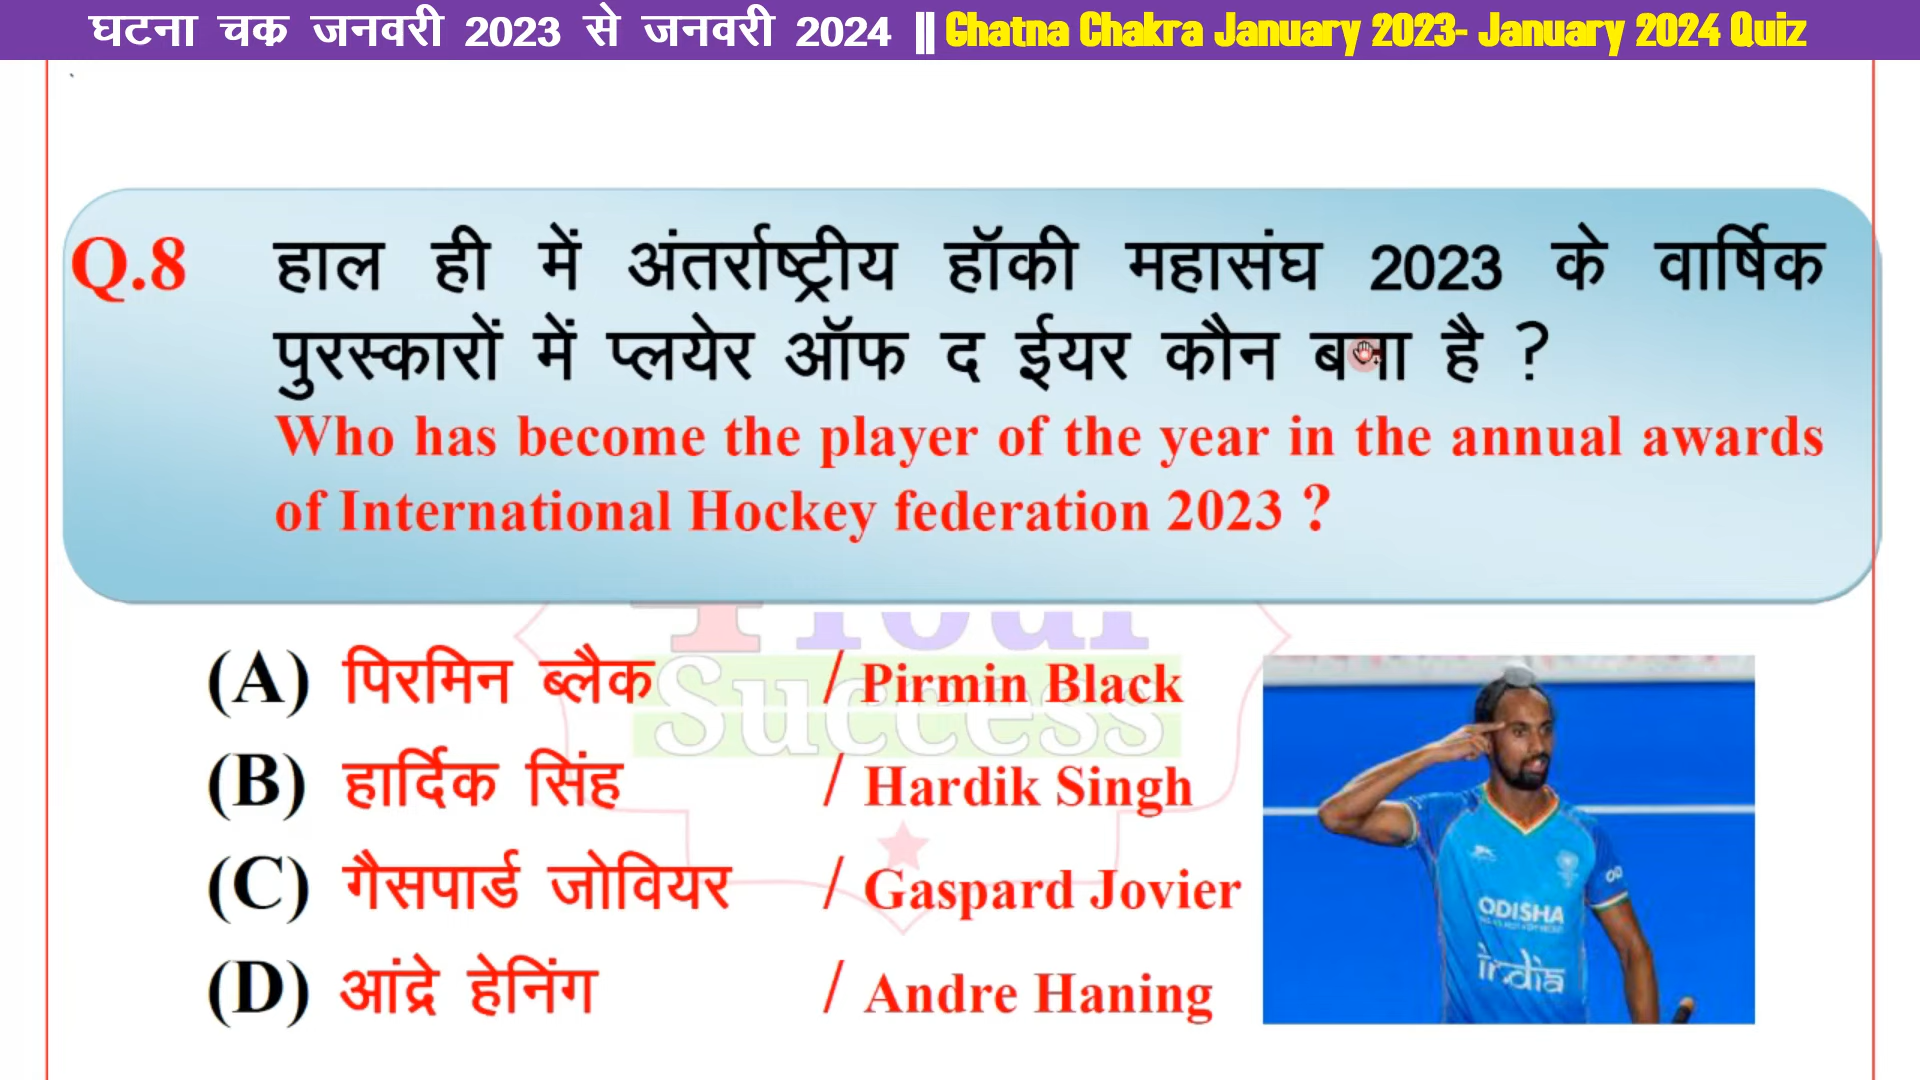 घटना चक्र जनवरी 2023 से जनवरी 2024 || Ghatna Chakra January 2023- January 2024 Quiz
Q.8 हाल ही में अंतर्राष्ट्रीय हॉकी महासंघ 2023 के वार्षिक
पुरस्कारों में प्लयेर ऑफ द ईयर कौन बना है ?
Who has become the player of the year in the annual awards
of International Hockey federation 2023 ?
(A) पिरमिन ब्लैक / Pirmin Black
(B) हार्दिक सिंह / Hardik Singh
(C) गैसपार्ड जोवियर / Gaspard Jovier
(D) आंद्रे हेनिंग / Andre Haning
Success
ODISHA
india